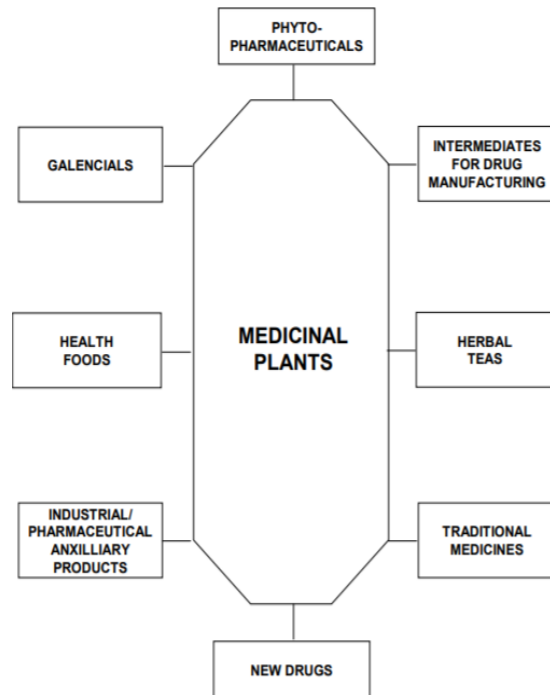 PHYTO-
PHARMACEUTICALS
GALENCIALS
INTERMEDIATES
FOR DRUG
MANUFACTURING
HEALTH
FOODS
MEDICINAL
PLANTS
HERBAL
TEAS
INDUSTRIAL/
PHARMACEUTICAL
ANXILLIARY
PRODUCTS
TRADITIONAL
MEDICINES
NEW DRUGS